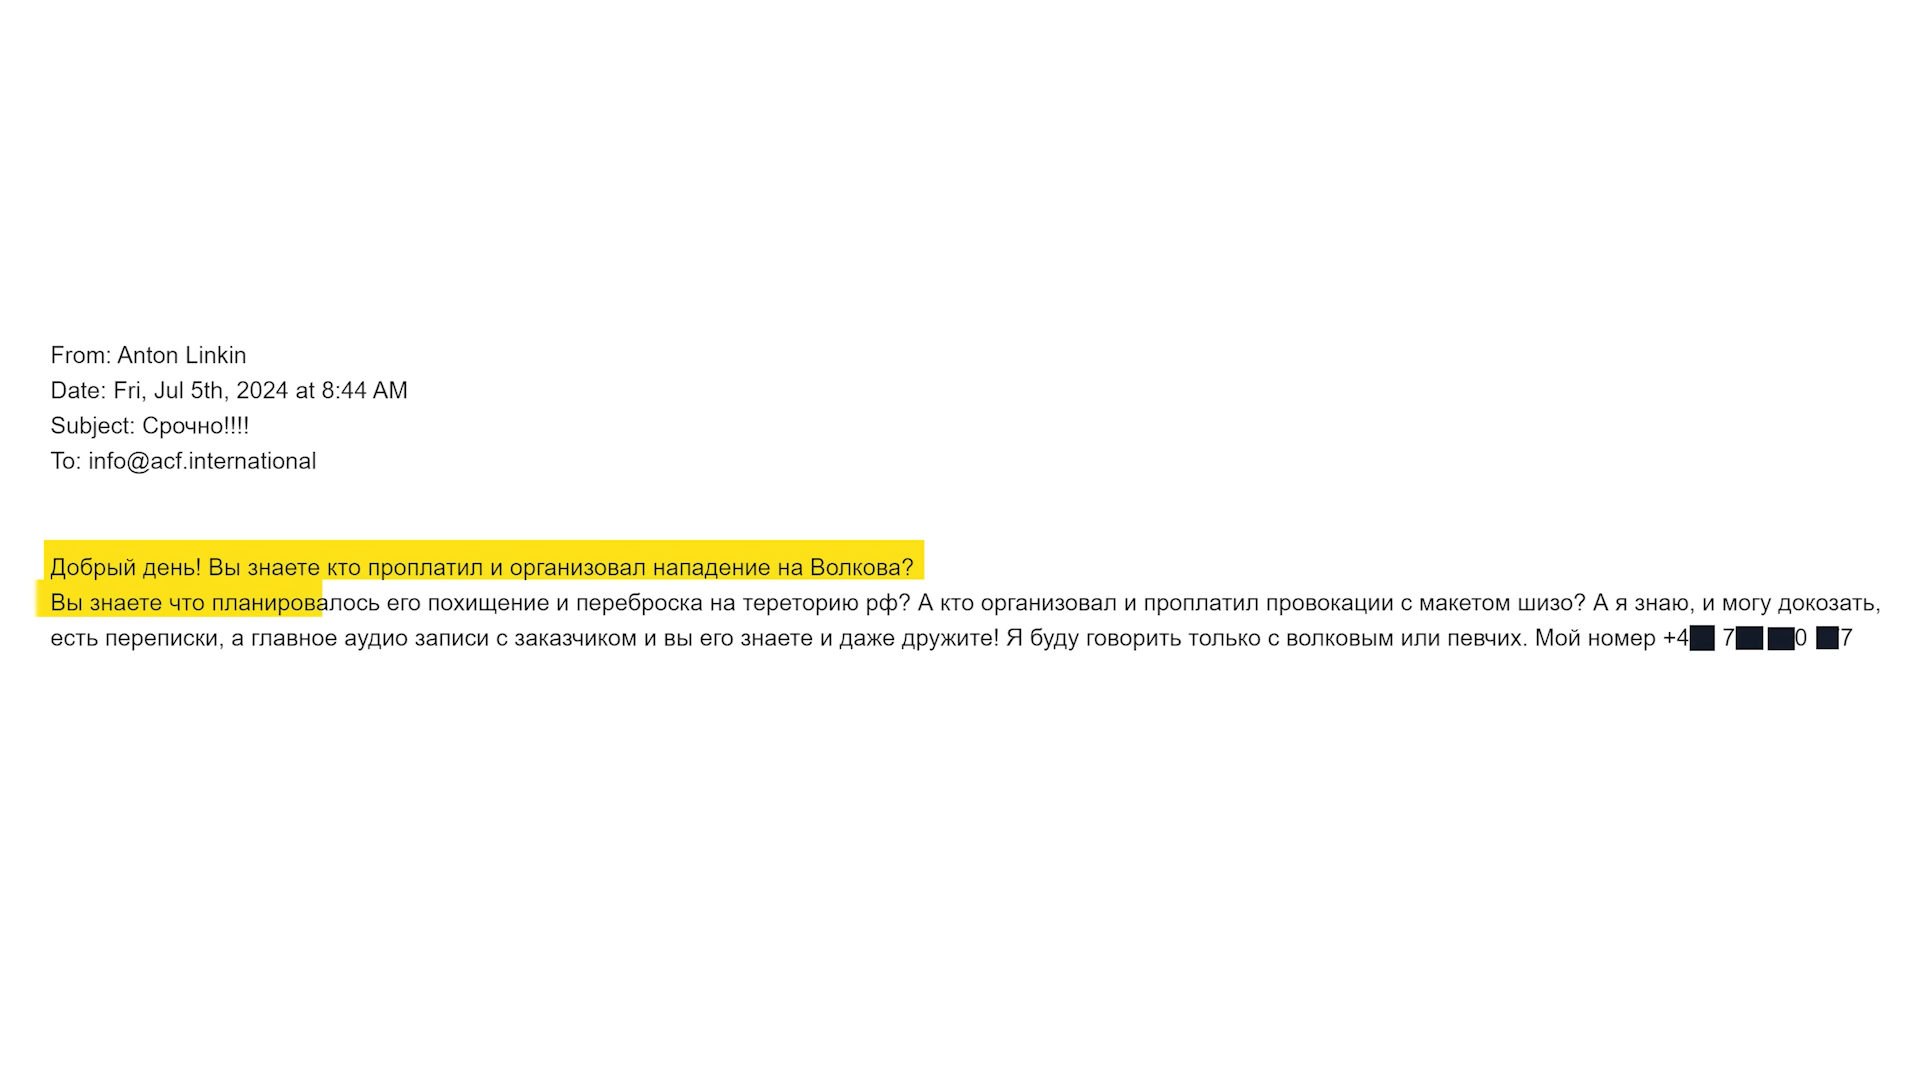 From: Anton Linkin
Date: Fri, Jul 5th, 2024 at 8:44 AM
Subject: Срочно!!!!
To: info@acf.international
Добрый день! Вы знаете кто проплатил и организовал нападение на Волкова?
Вы знаете что планировалось его похищение и переброска на тереторию рф? А кто организовал и проплатил провокации с макетом шизо? А я знаю, и могу докозать,
есть переписки, а главное аудио записи с заказчиком и вы его знаете и даже дружите! Я буду говорить только с волковым или певчих. Мой номер +4 7 0 7